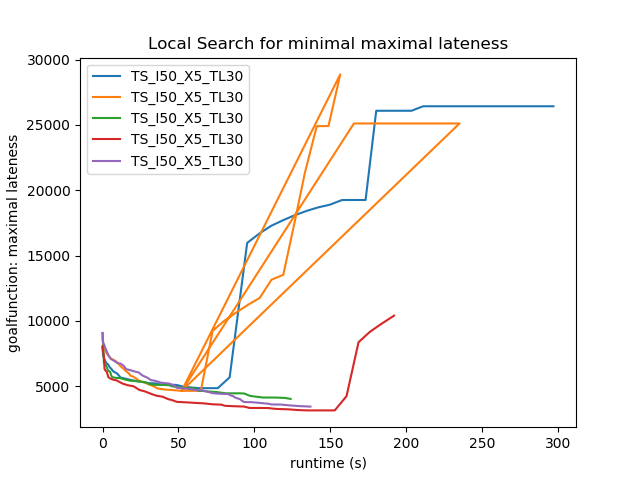 Local Search for minimal maximal lateness
30000
25000
20000
15000
10000
5000
goalfunction: maximal lateness
TS_I50_X5_TL30
TS_I50_X5_TL30
TS_I50_X5_TL30
TS_I50_X5_TL30
TS_I50_X5_TL30
0 50 100 150 200 250 300
runtime (s)